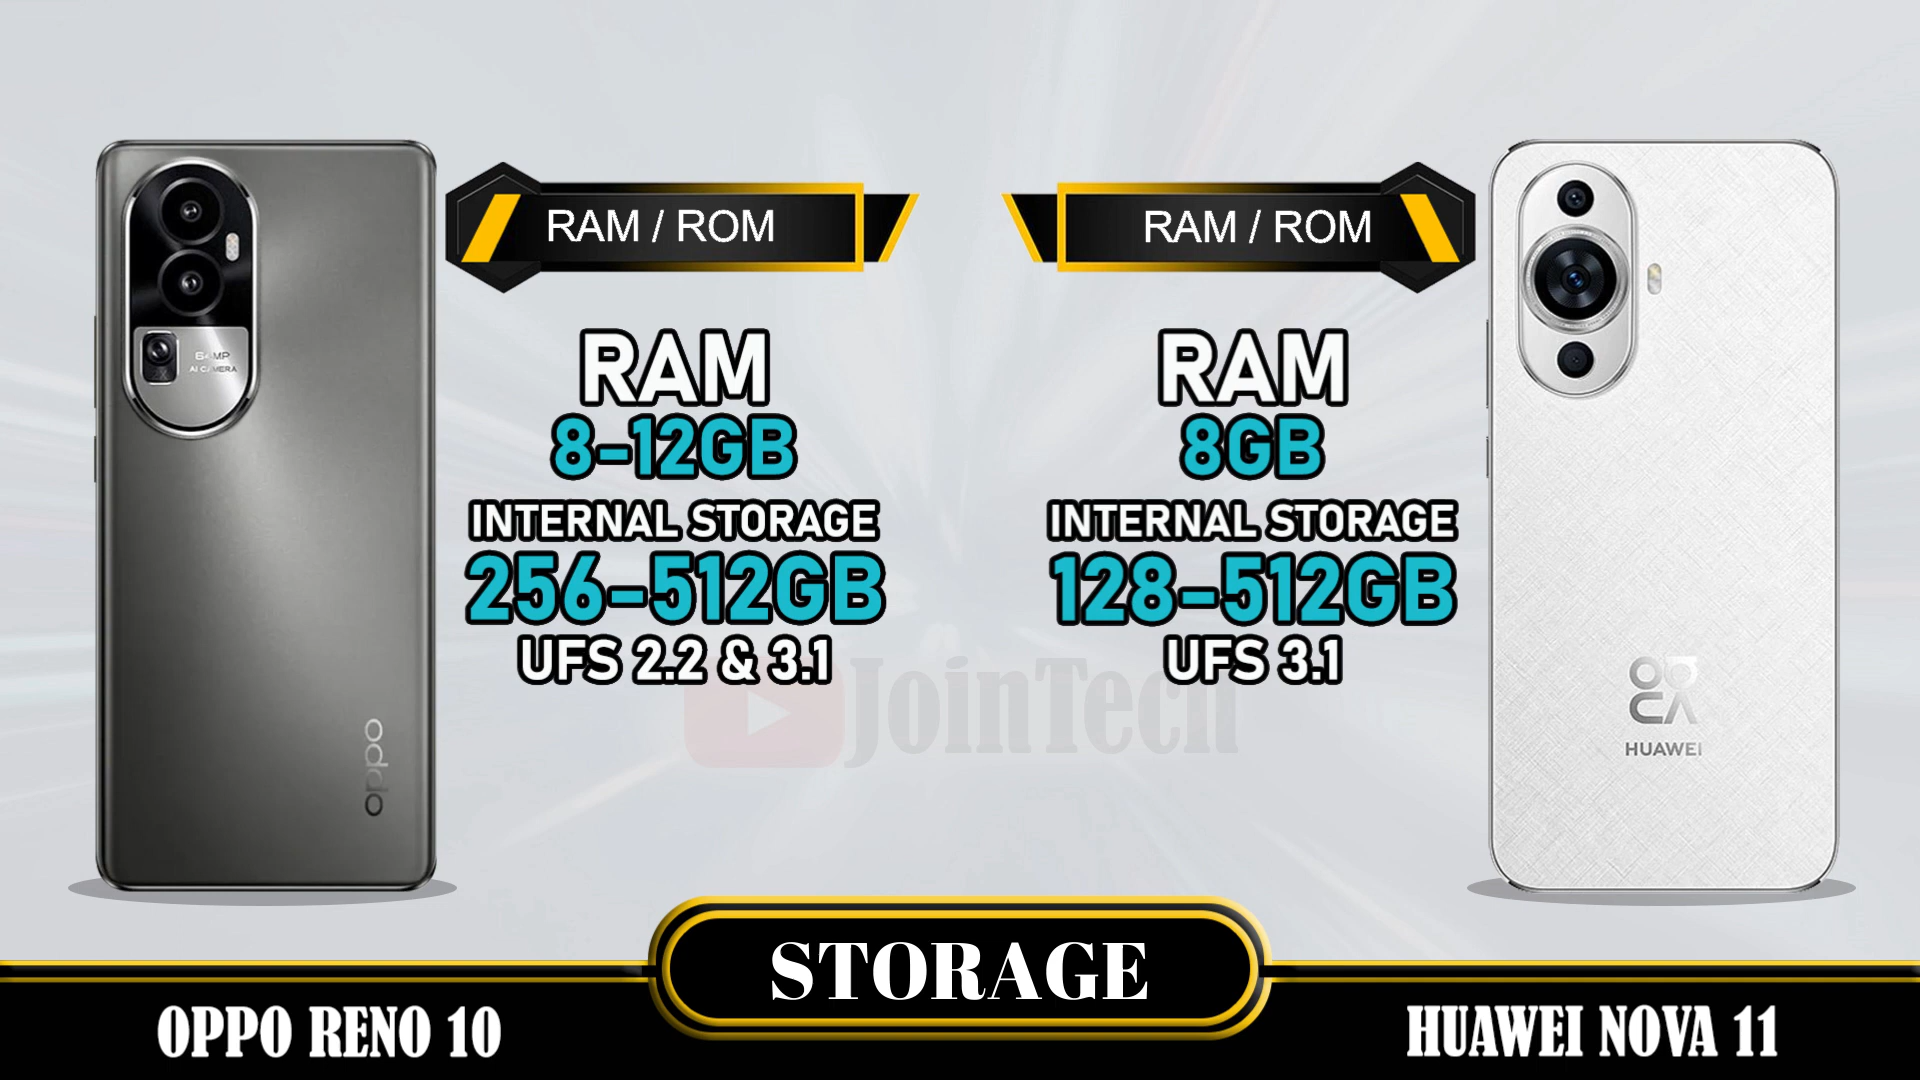 RAM / ROM
RAM
8-12GB
INTERNAL STORAGE
256-512GB
UFS 2.2 & 3.1
RAM / ROM
RAM
8GB
INTERNAL STORAGE
128-512GB
UFS 3.1
64MP
AI CAMERA
2X
oppo
JoinTech
HUAWEI
STORAGE
OPPO RENO 10
HUAWEI NOVA 11